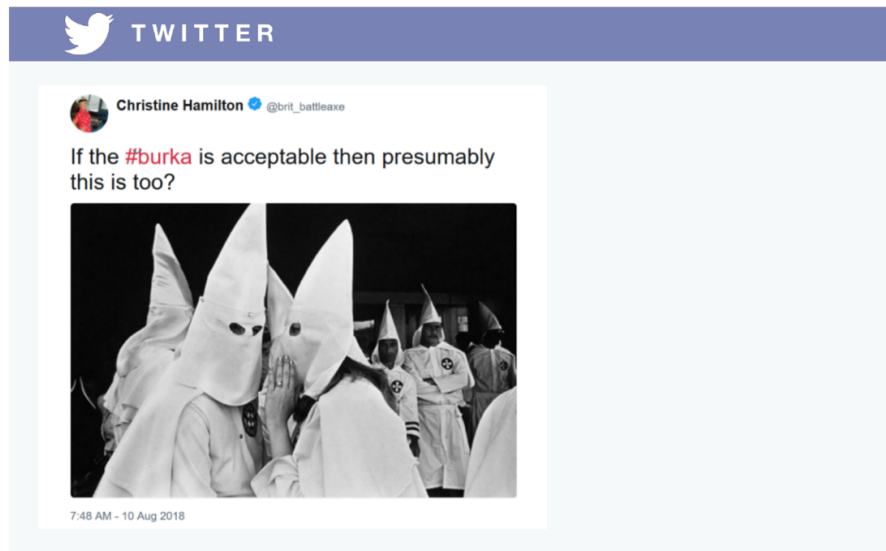 TWITTER
Christine Hamilton @brit_battleaxe
If the #burka is acceptable then presumably
this is too?
7:48 AM - 10 Aug 2018